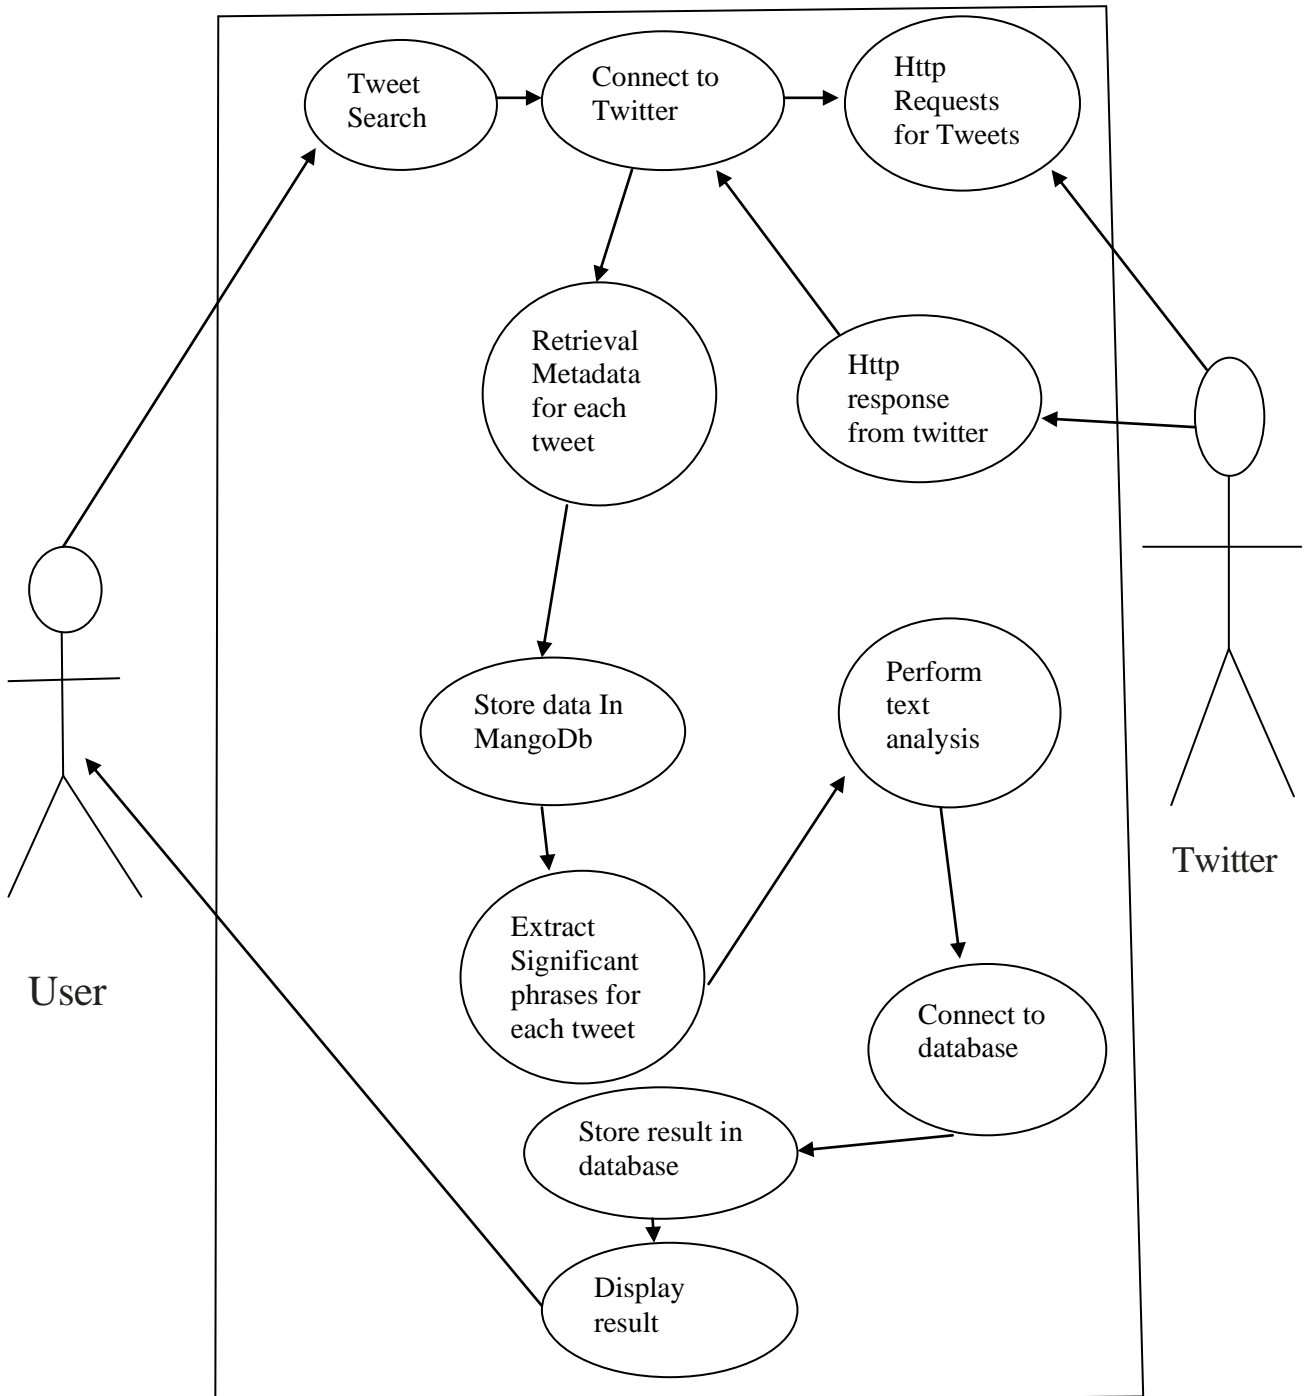 Tweet
Search
Connect to
Twitter
Http
Requests
for Tweets
Retrieval
Metadata
for each
tweet
Http
response
from twitter
Store data In
MangoDb
Perform
text
analysis
Twitter
Extract
Significant
phrases for
each tweet
User
Connect to
database
Store result in
database
Display
result